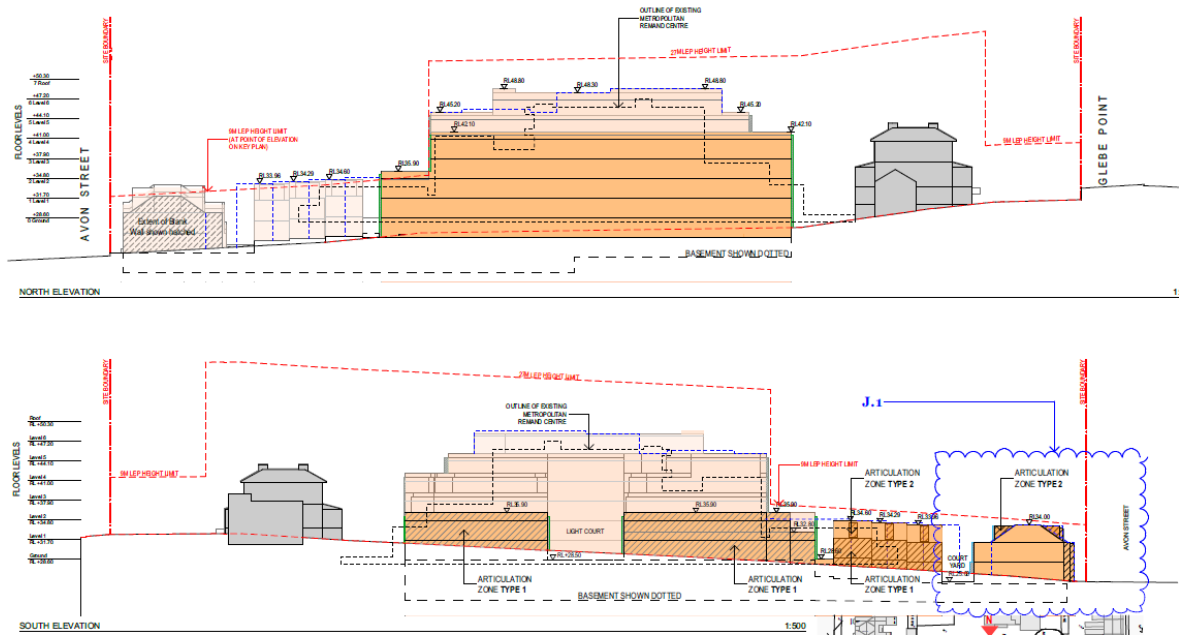 OUTLINE OF EXISTING
METROPOLITAN
REMAND CENTRE
SITE BOUNDARY
SITE BOUNDARY
27M LEP HEIGHT LIMIT
FLOOR LEVELS
+50.30
7 Roof
+47.20
6 Level 6
+44.10
5 Level 5
+41.00
4 Level 4
+37.90
3 Level 3
+34.80
2 Level 2
+31.70
1 Level 1
+28.60
0 Ground
AVON STREET
9M LEP HEIGHT LIMIT
(AT POINT OF ELEVATION
ON KEY PLAN)
RL48.80
RL48.30
RL48.80
RL45.20
RL45.20
RL42.10
RL42.10
RL35.90
RL33.96
RL34.29
RL34.60
Extent of Blank
Wall shown hatched
9M LEP HEIGHT LIMIT
GLEBE POINT
BASEMENT SHOWN DOTTED
NORTH ELEVATION
SITE BOUNDARY
SITE BOUNDARY
27M LEP HEIGHT LIMIT
OUTLINE OF EXISTING
METROPOLITAN
REMAND CENTRE
J.1
FLOOR LEVELS
Roof
RL +50.30
Level 6
RL +47.20
Level 5
RL +44.10
Level 4
RL +41.00
Level 3
RL +37.90
Level 2
RL +34.80
Level 1
RL +31.70
Ground
RL +28.60
9M LEP HEIGHT LIMIT
9M LEP HEIGHT LIMIT
ARTICULATION
ZONE TYPE 2
ARTICULATION
ZONE TYPE 2
RL35.90
RL35.90
RL35.90
RL34.60
RL34.29
RL33.96
RL34.00
LIGHT COURT
RL+28.50
COURT
YARD
AVON STREET
ARTICULATION
ZONE TYPE 1
ARTICULATION
ZONE TYPE 1
ARTICULATION
ZONE TYPE 1
BASEMENT SHOWN DOTTED
SOUTH ELEVATION
1:500
N